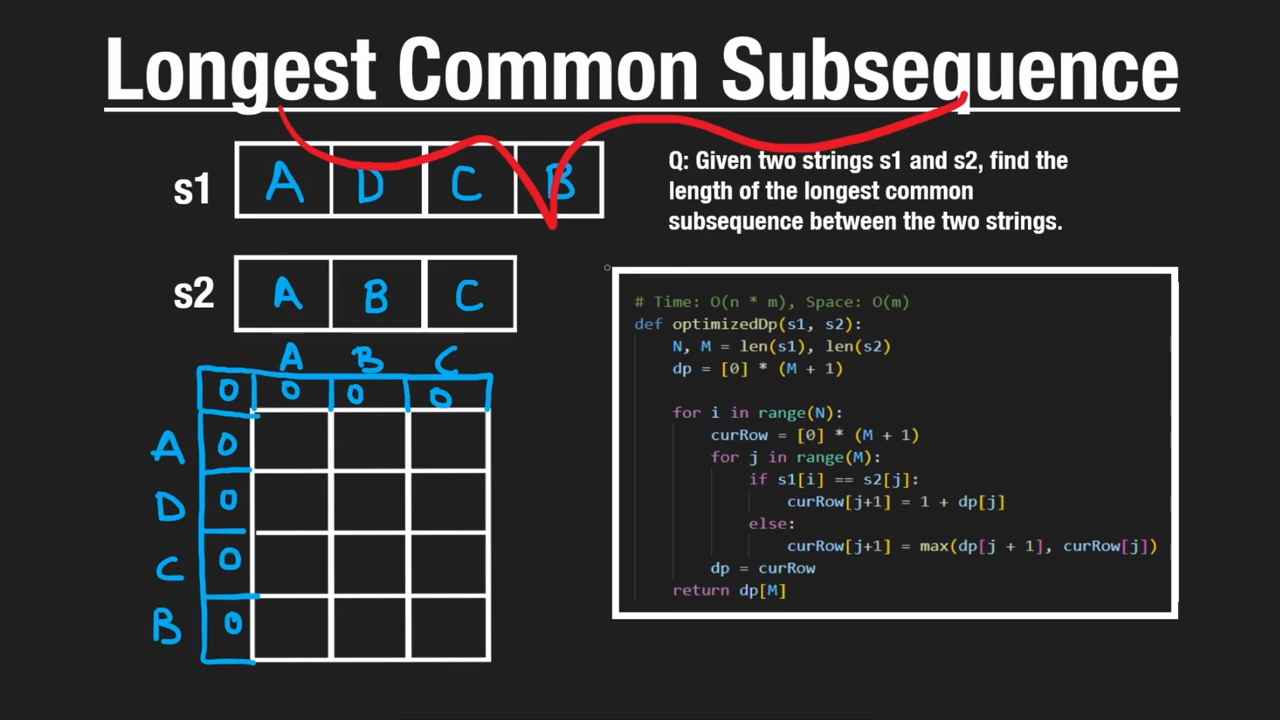 Longest Common Subsequence
s1 A D C B
Q: Given two strings s1 and s2, find the
length of the longest common
subsequence between the two strings.
s2 A B C
A B C
0 0 0 0
A 0
D 0
C 0
B 0
# Time: O(n * m), Space: O(m)
def optimizedDp(s1, s2):
N, M = len(s1), len(s2)
dp = [0] * (M + 1)
for i in range(N):
curRow = [0] * (M + 1)
for j in range(M):
if s1[i] == s2[j]:
curRow[j+1] = 1 + dp[j]
else:
curRow[j+1] = max(dp[j + 1], curRow[j])
dp = curRow
return dp[M]